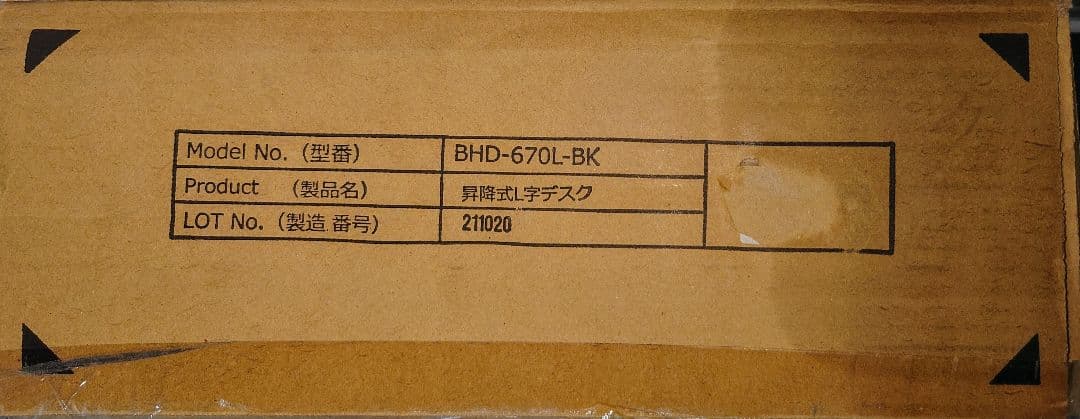 Model No.（型番） BHD-670L-BK
Product （製品名） 昇降式L字デスク
LOT No.（製造 番号） 211020